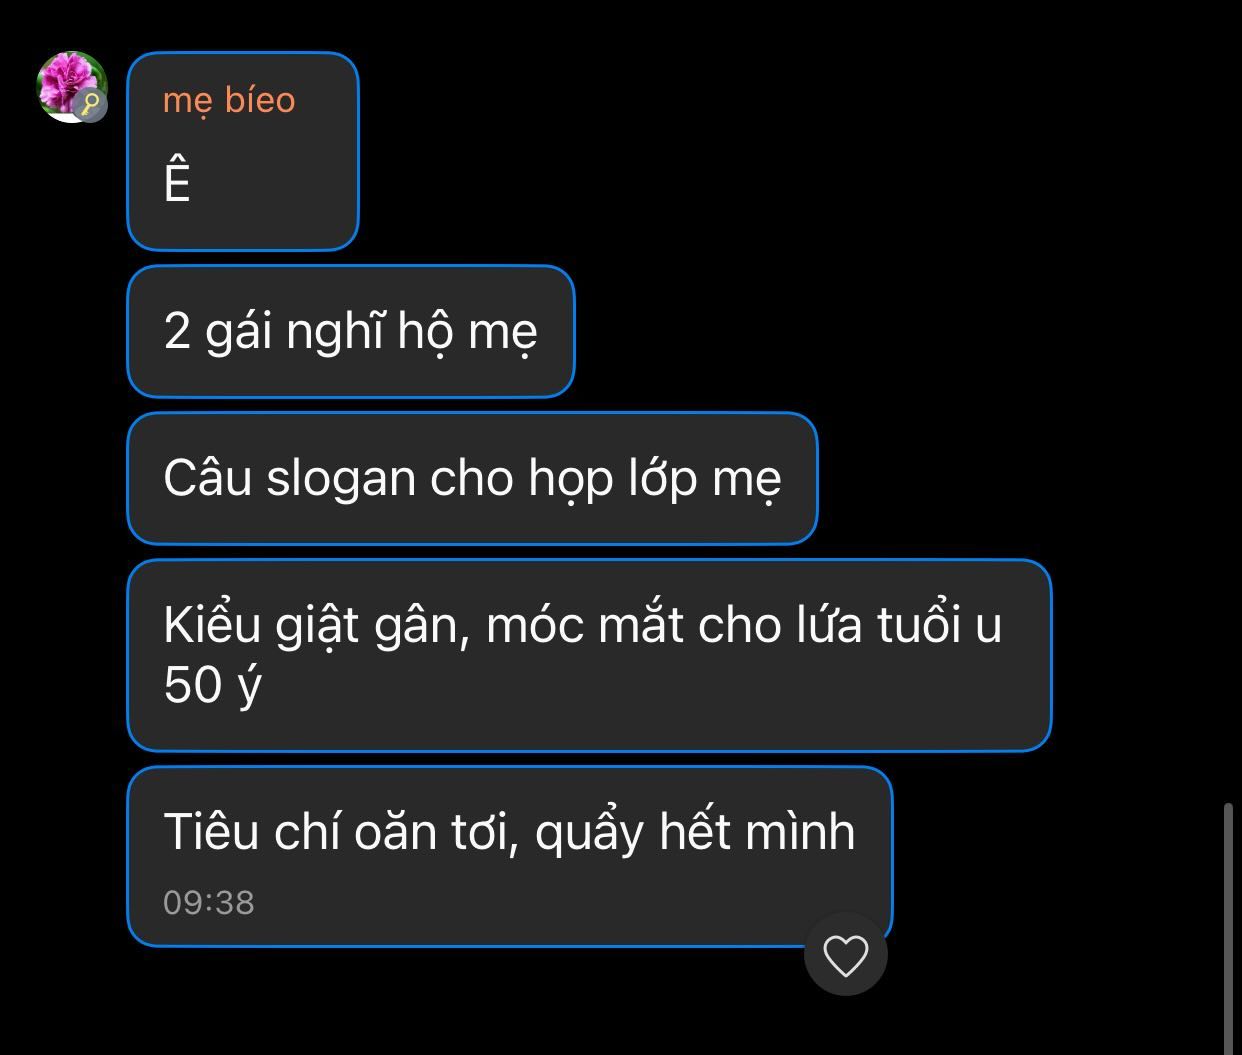 mẹ bíeo
Ê
2 gái nghĩ hộ mẹ
Câu slogan cho họp lớp mẹ
Kiểu giật gân, móc mắt cho lứa tuổi u
50 ý
Tiêu chí oăn tơi, quẩy hết mình
09:38